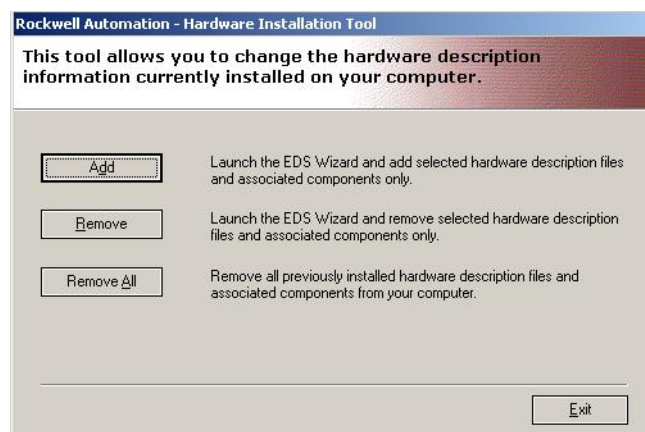 Rockwell Automation - Hardware Installation Tool
This tool allows you to change the hardware description
information currently installed on your computer.
Add
Launch the EDS Wizard and add selected hardware description files
and associated components only.
Remove
Launch the EDS Wizard and remove selected hardware description
files and associated components only.
Remove All
Remove all previously installed hardware description files and
associated components from your computer.
Exit